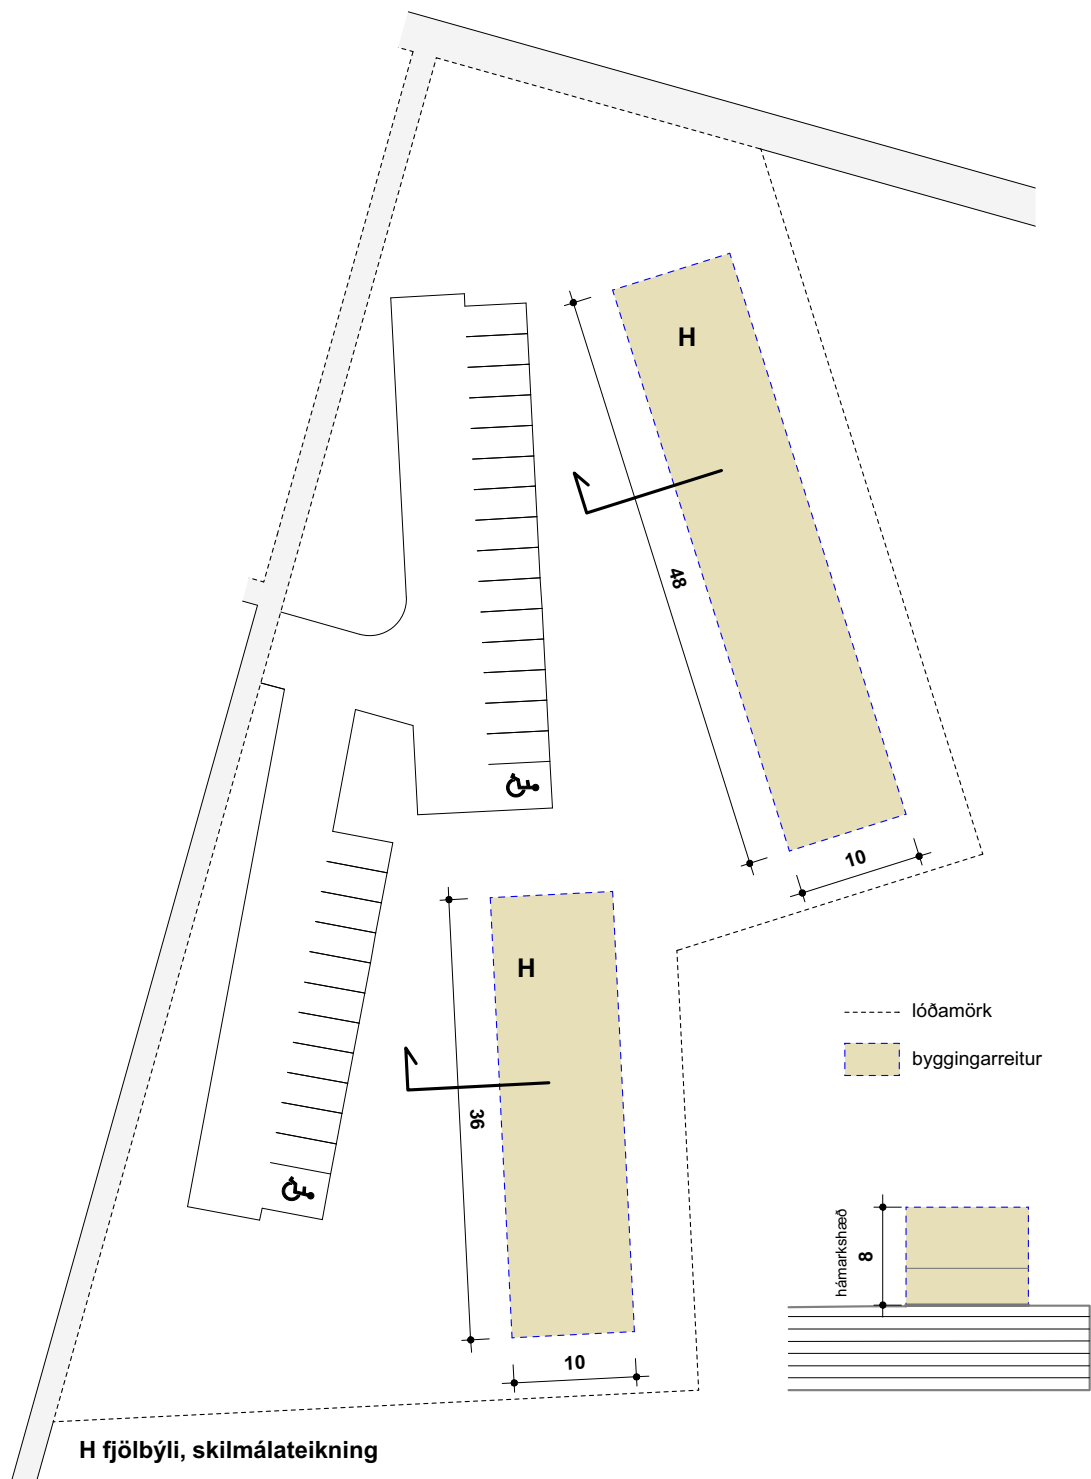 H
48
10
H
lóðamörk
byggingarreitur
36
hámarkshæð
8
10
H fjölbýli, skilmálateikning